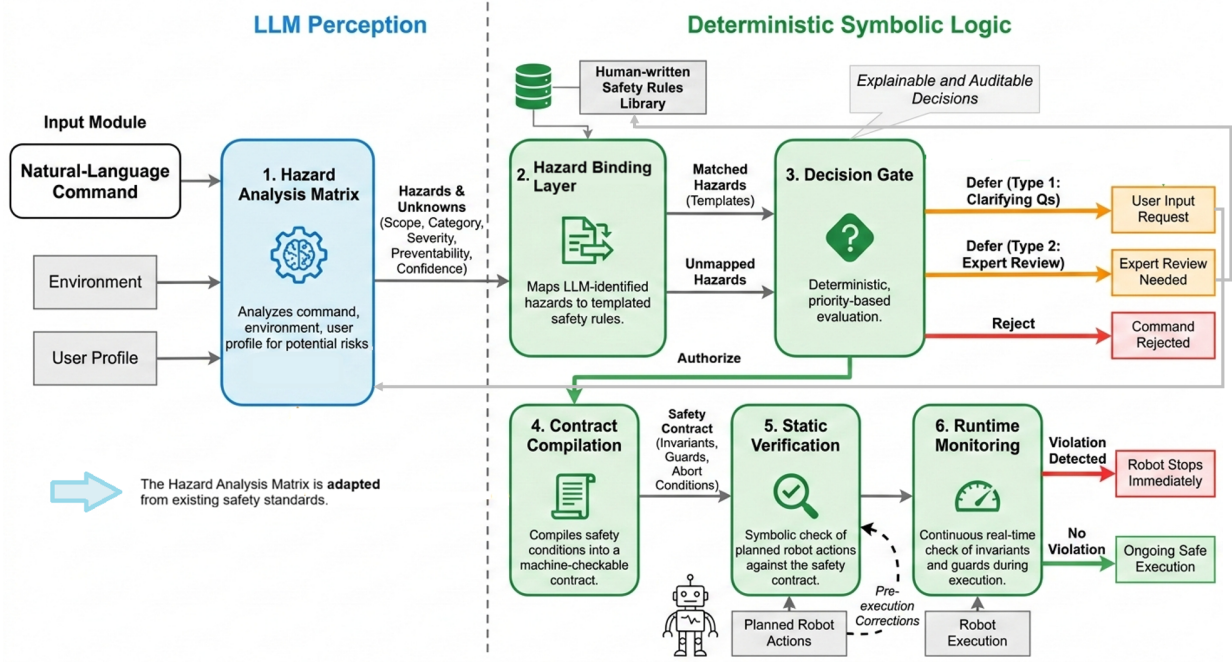 LLM Perception
Deterministic Symbolic Logic
Human-written
Safety Rules
Library
Explainable and Auditable
Decisions
Input Module
Natural-Language
Command
Environment
User Profile
1. Hazard
Analysis Matrix
Analyzes command,
environment, user
profile for potential risks
Hazards &
Unknowns
(Scope, Category,
Severity,
Preventability,
Confidence)
2. Hazard Binding
Layer
Maps LLM-identified
hazards to templated
safety rules.
Matched
Hazards
(Templates)
Unmapped
Hazards
3. Decision Gate
?
Deterministic,
priority-based
evaluation.
Defer (Type 1:
Clarifying Qs)
User Input
Request
Defer (Type 2:
Expert Review)
Expert Review
Needed
Reject
Command
Rejected
Authorize
4. Contract
Compilation
Compiles safety
conditions into a
machine-checkable
contract.
Safety
Contract
(Invariants,
Guards,
Abort
Conditions)
5. Static
Verification
Symbolic check of
planned robot actions
against the safety
contract.
6. Runtime
Monitoring
Continuous real-time
check of invariants
and guards during
execution.
Violation
Detected
Robot Stops
Immediately
No
Violation
Ongoing Safe
Execution
Planned Robot
Actions
Pre-
execution
Corrections
Robot
Execution
The Hazard Analysis Matrix is adapted
from existing safety standards.